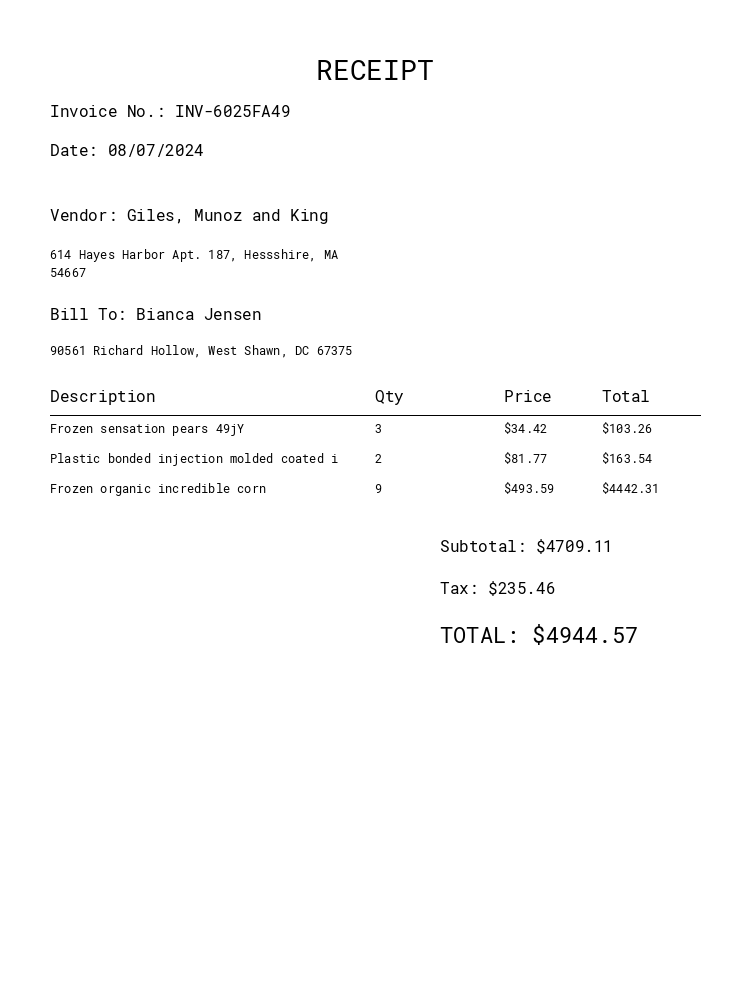 RECEIPT
Invoice No.: INV-6025FA49
Date: 08/07/2024
Vendor: Giles, Munoz and King
614 Hayes Harbor Apt. 187, Hessshire, MA
54667
Bill To: Bianca Jensen
90561 Richard Hollow, West Shawn, DC 67375
Description Qty Price Total
Frozen sensation pears 49jY 3 $34.42 $103.26
Plastic bonded injection molded coated i 2 $81.77 $163.54
Frozen organic incredible corn 9 $493.59 $4442.31
Subtotal: $4709.11
Tax: $235.46
TOTAL: $4944.57